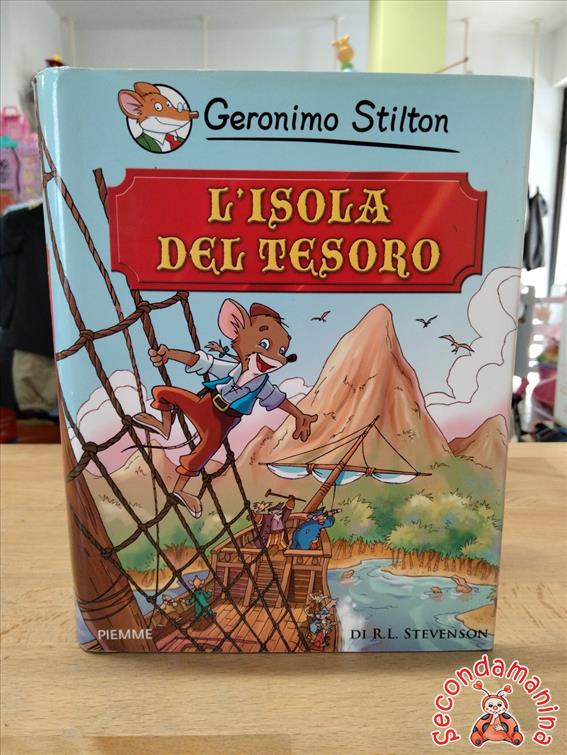 Geronimo Stilton
L'ISOLA
DEL TESORO
PIEMME
DI R.L. STEVENSON
Secondamanina